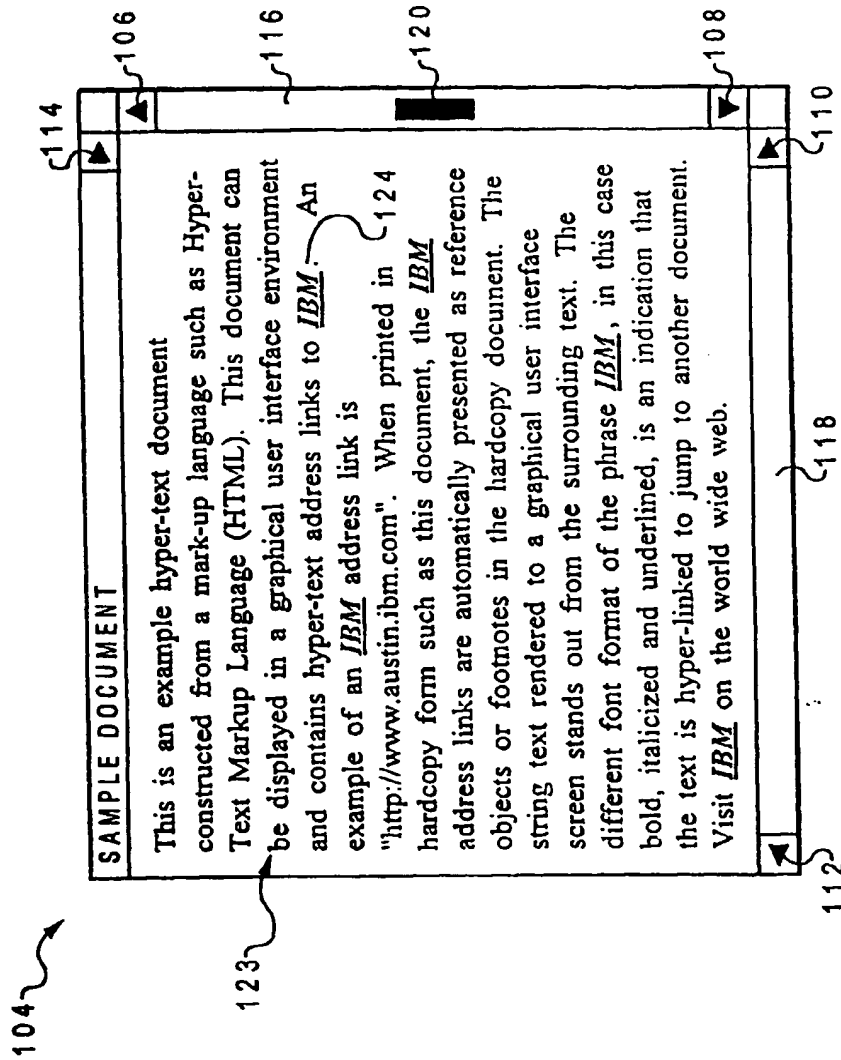 104
114
106
SAMPLE DOCUMENT
This is an example hyper-text document
constructed from a mark-up language such as Hyper-
Text Markup Language (HTML). This document can
be displayed in a graphical user interface environment
and contains hyper-text address links to IBM. An
example of an IBM address link is
"http://www.austin.ibm.com". When printed in
hardcopy form such as this document, the IBM
address links are automatically presented as reference
objects or footnotes in the hardcopy document. The
string text rendered to a graphical user interface
screen stands out from the surrounding text. The
different font format of the phrase IBM, in this case
bold, italicized and underlined, is an indication that
the text is hyper-linked to jump to another document.
Visit IBM on the world wide web.
123
124
116
120
108
110
112
118